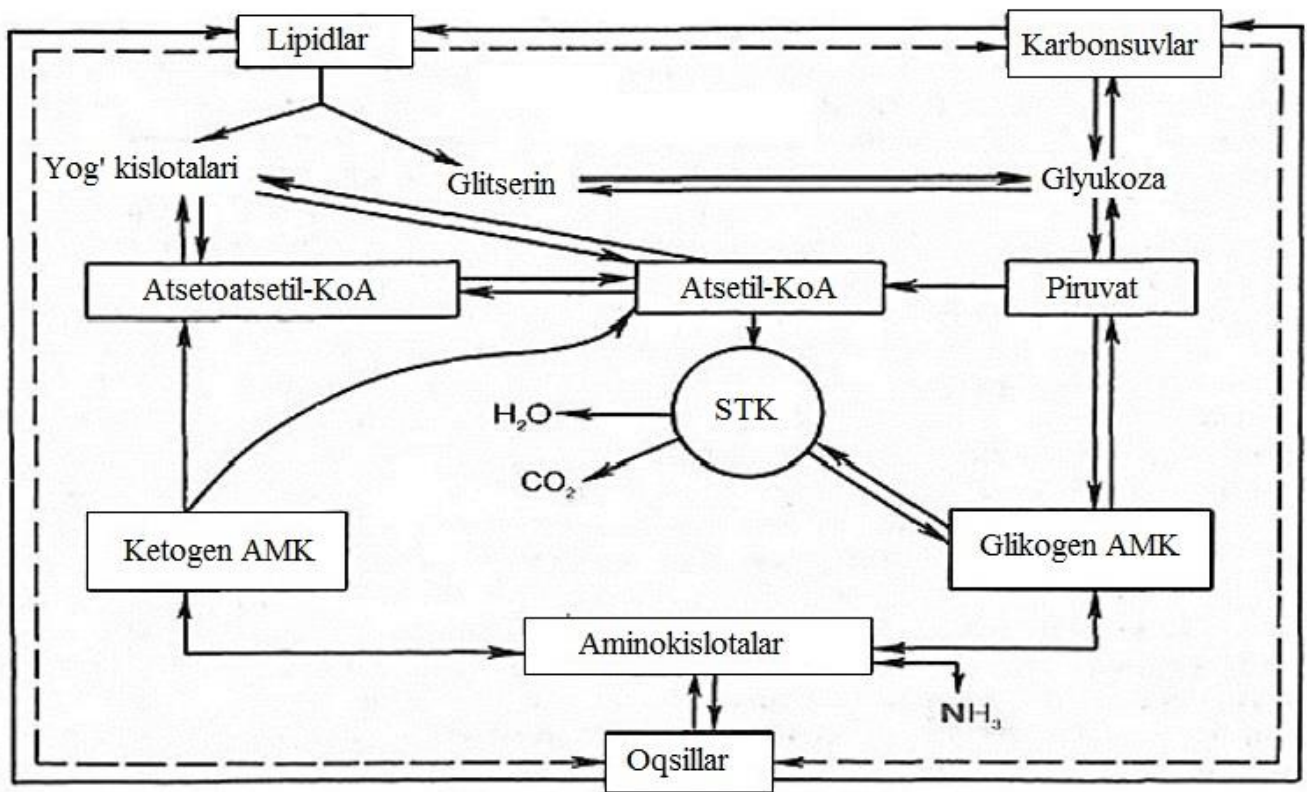 Lipidlar
Karbonsuvlar
Yog' kislotalari
Glitserin
Glyukoza
Atsetoatsetil-KoA
Atsetil-KoA
Piruvat
STK
H₂O
CO₂
Ketogen AMK
Glikogen AMK
Aminokislotalar
NH₃
Oqsillar